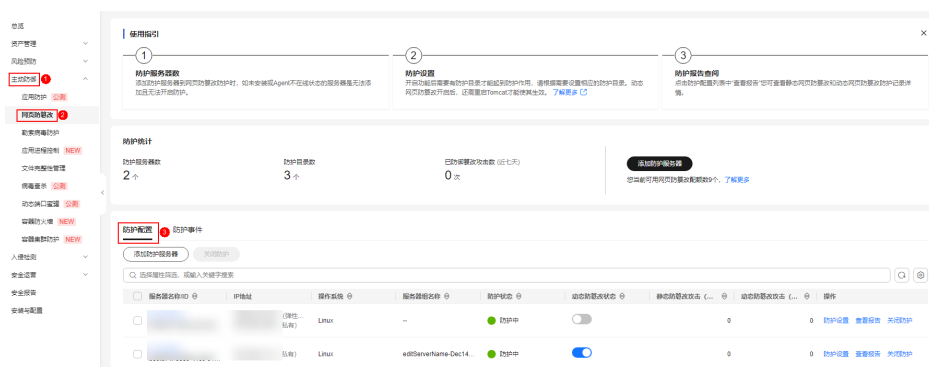 总览
资产管理
风险预防
主动防御 1
应用防护 公测
网页防篡改 2
勒索病毒防护
应用进程控制 NEW
文件完整性管理
病毒查杀 公测
动态端口蜜罐 公测
容器防火墙 NEW
容器集群防护 NEW
入侵检测
安全运营
安全报告
安装与配置
使用指引
1
防护服务器数
添加防护服务器到网页防篡改防护时，如未安装或Agent不在线状态的服务器是无法添
加且无法开启防护。
2
防护设置
开启功能后需要有防护目录才能起到防护作用，请根据需要设置相应的防护目录。动态
网页防篡改开启后，还需重启Tomcat才能使其生效。 了解更多
3
防护报告查阅
点击防护配置列表中“查看报告”您可查看静态网页防篡改和动态网页防篡改防护记录详
情。
防护统计
防护服务器数
2 个
防护目录数
3 个
已防御篡改攻击数 (近七天)
0 次
添加防护服务器
您当前可用网页防篡改配额数9个，了解更多
防护配置 3 防护事件
添加防护服务器 关闭防护
选择属性筛选，或输入关键字搜索
服务器名称/ID IP地址 操作系统 服务器组名称 防护状态 动态防篡改状态 静态防篡改攻击 (... 动态防篡改攻击 (... 操作
(弹性...
私有) Linux -- 防护中 0 0 防护设置 查看报告 关闭防护
私有) Linux editServerName-Dec14... 防护中 0 0 防护设置 查看报告 关闭防护